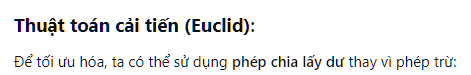 Thuật toán cải tiến (Euclid):
Để tối ưu hóa, ta có thể sử dụng phép chia lấy dư thay vì phép trừ: